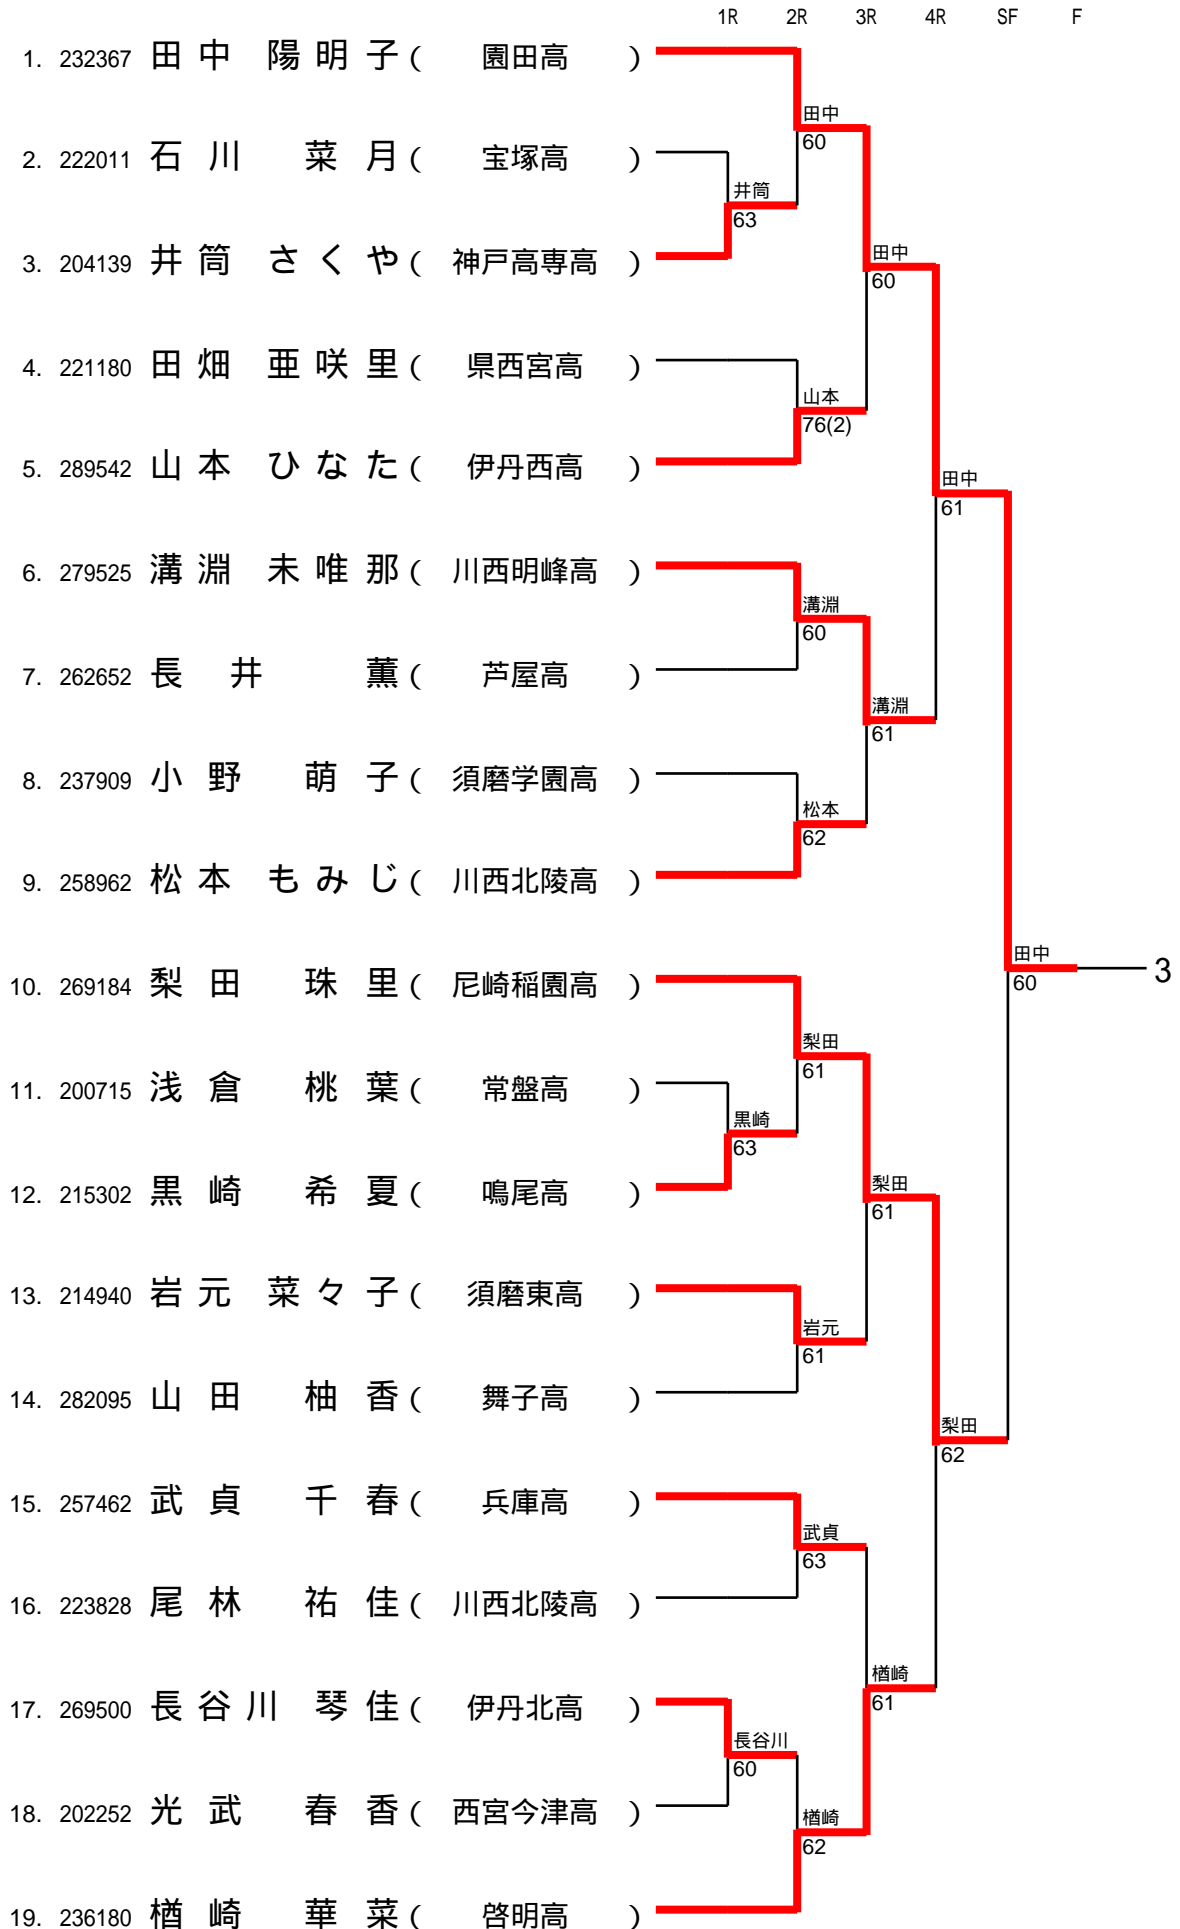 1R 2R 3R 4R SF F
1. 232367 田中 陽明子 ( 園田高 )
田中
60
2. 222011 石川 菜月 ( 宝塚高 )
井筒
63
3. 204139 井筒 さくや ( 神戸高専高 )
田中
60
4. 221180 田畑 亜咲里 ( 県西宮高 )
山本
76(2)
5. 289542 山本 ひなた ( 伊丹西高 )
田中
61
6. 279525 溝淵 未唯那 ( 川西明峰高 )
溝淵
60
7. 262652 長井 薫 ( 芦屋高 )
溝淵
61
8. 237909 小野 萌子 ( 須磨学園高 )
松本
62
9. 258962 松本 もみじ ( 川西北陵高 )
田中
60
3
10. 269184 梨田 珠里 ( 尼崎稲園高 )
梨田
61
11. 200715 浅倉 桃葉 ( 常盤高 )
黒崎
63
12. 215302 黒崎 希夏 ( 鳴尾高 )
梨田
61
13. 214940 岩元 菜々子 ( 須磨東高 )
岩元
61
14. 282095 山田 柚香 ( 舞子高 )
梨田
62
15. 257462 武貞 千春 ( 兵庫高 )
武貞
63
16. 223828 尾林 祐佳 ( 川西北陵高 )
楢崎
61
17. 269500 長谷川 琴佳 ( 伊丹北高 )
長谷川
60
18. 202252 光武 春香 ( 西宮今津高 )
楢崎
62
19. 236180 楢崎 華菜 ( 啓明高 )